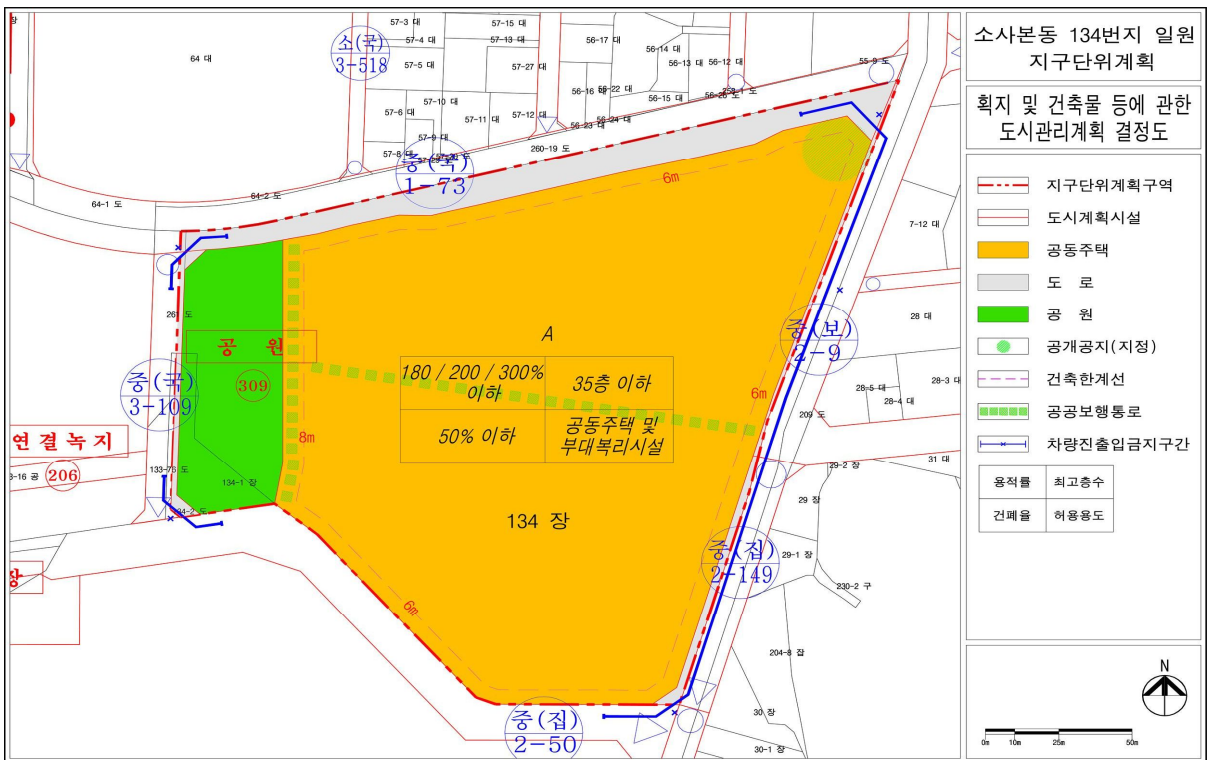 소사본동 134번지 일원
지구단위계획
획지 및 건축물 등에 관한
도시관리계획 결정도
지구단위계획구역
도시계획시설
공동주택
도 로
공 원
공개공지(지정)
건축한계선
공공보행통로
차량진출입금지구간
용적률 최고층수
건폐율 허용용도
N
0m 10m 25m 50m
장
64 대
소(국)
3-518
57-3 대
57-15 대
57-4 대
57-13 대
57-5 대
57-27 대
57-10 대
57-6 대
57-11 대
57-12 대
57-9 대
57-8 대
56-17 대
56-14 대
56-13 대
56-12 대
56-16 대
56-22 대
56-15 대
56-26 도
56-23 대
56-24 대
55-9 도
260-19 도
중(국)
1-73
64-2 도
64-1 도
6m
7-12 대
261 도
공 원
309
중(국)
3-109
A
180 / 200 / 300%
이하
35층 이하
50% 이하
공동주택 및
부대복리시설
8m
중(보)
2-9
6m
28 대
28-3 대
28-5 대
28-4 대
209 도
31 대
연결녹지
206
3-16 공
133-76 도
134-1 장
134 장
29-2 장
29 장
중(집)
2-149
29-1 장
230-2 구
장
6m
204-8 잡
중(집)
2-50
30 장
30-1 장